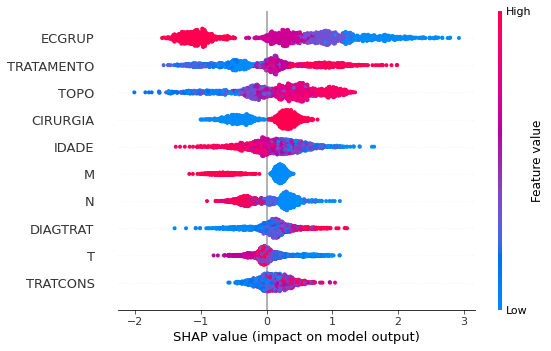 High
ECGRUP
TRATAMENTO
TOPO
CIRURGIA
IDADE
M
N
DIAGTRAT
T
TRATCONS
Feature value
Low
−2 −1 0 1 2 3
SHAP value (impact on model output)